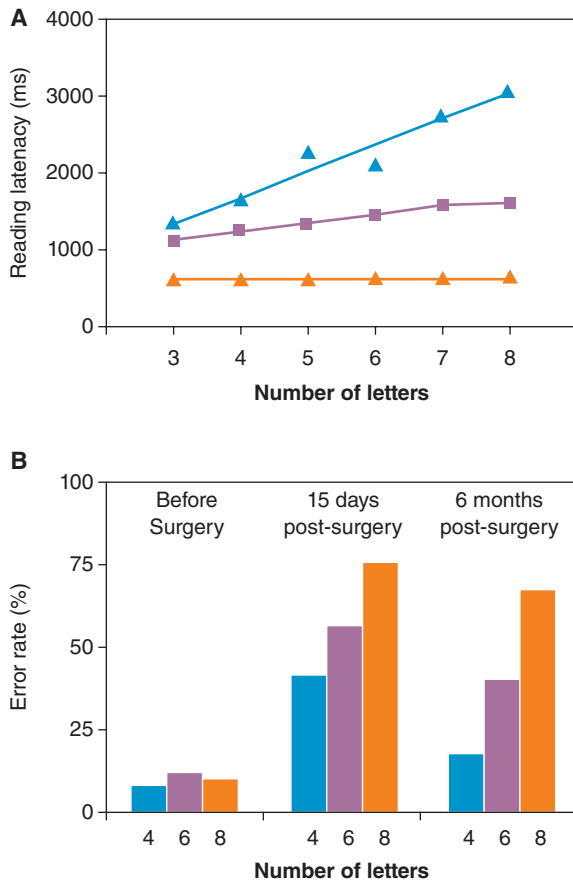 A
4000
3000
2000
1000
0
Reading latenacy (ms)
3 4 5 6 7 8
Number of letters
B
100
75
50
25
0
Error rate (%)
Before
Surgery
15 days
post-surgery
6 months
post-surgery
4 6 8 4 6 8 4 6 8
Number of letters